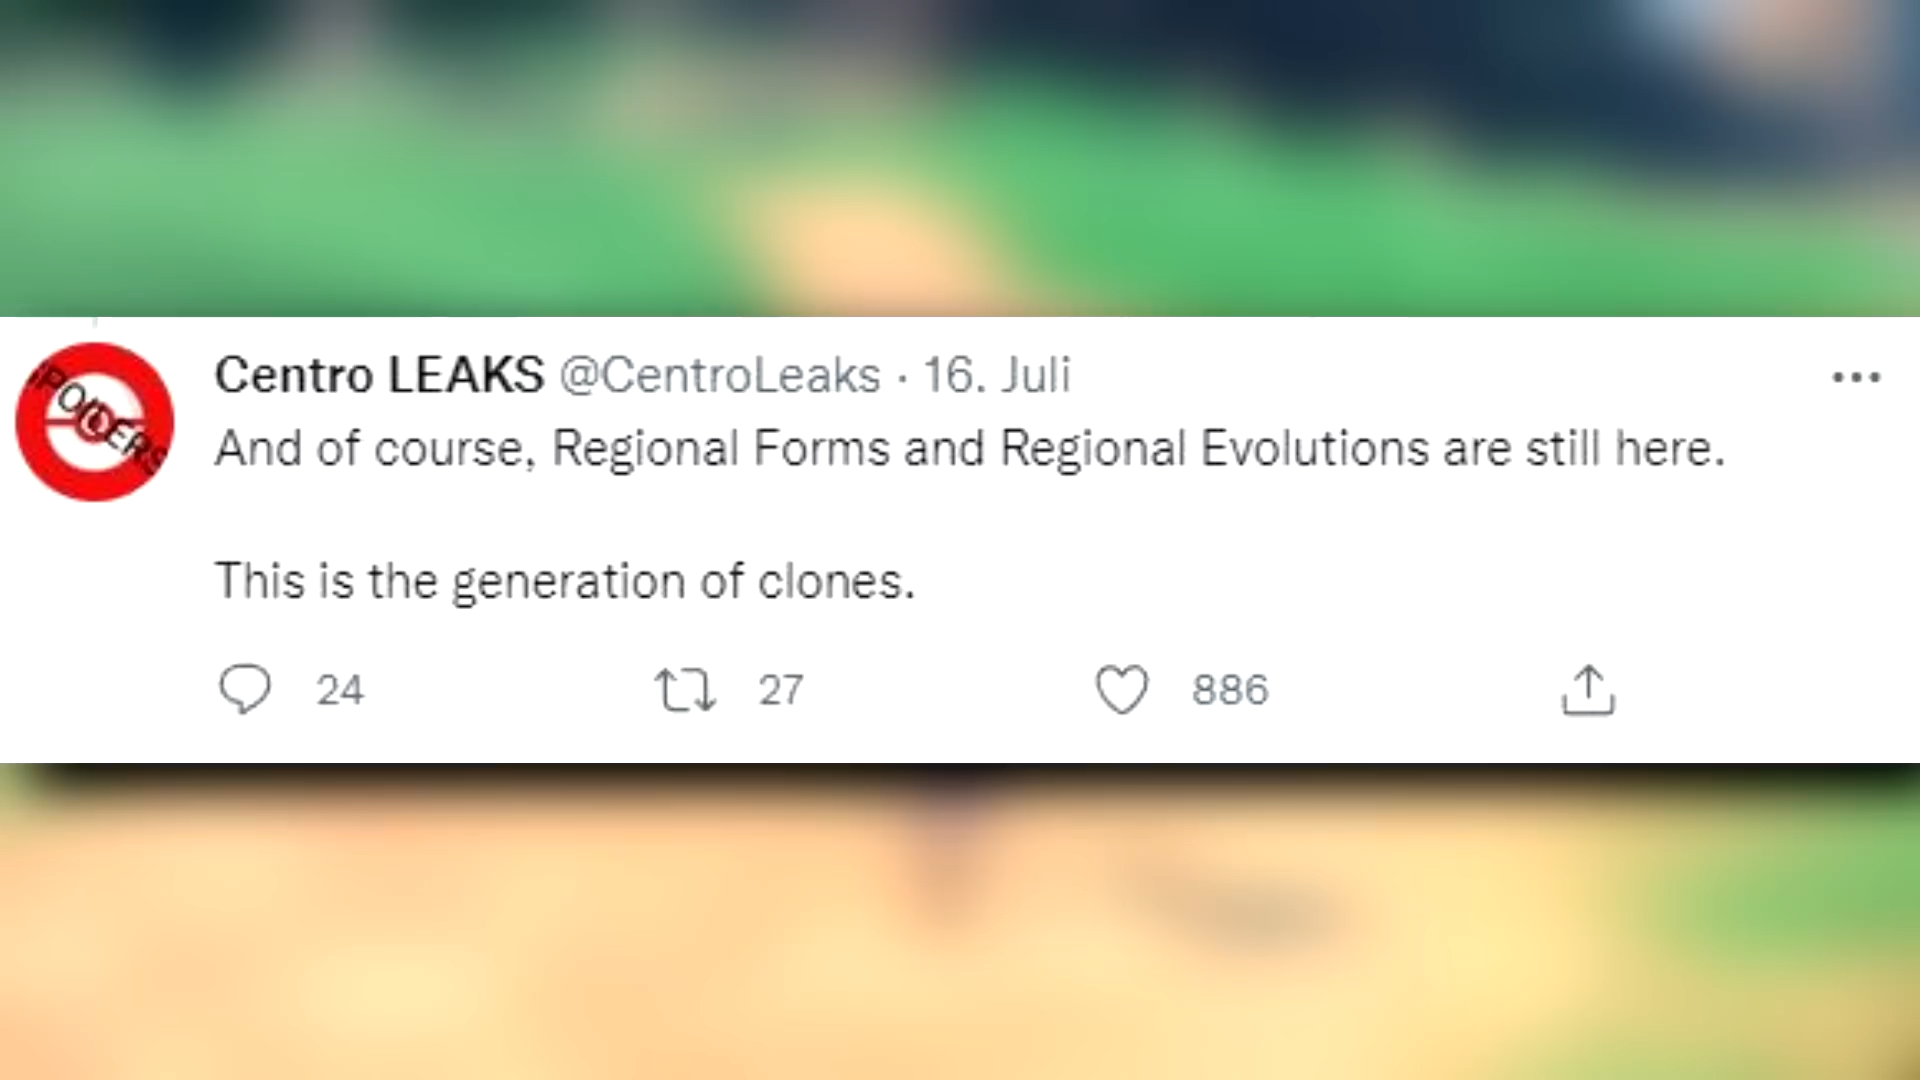 Centro LEAKS @CentroLeaks · 16. Juli
And of course, Regional Forms and Regional Evolutions are still here.
This is the generation of clones.
24 27 886